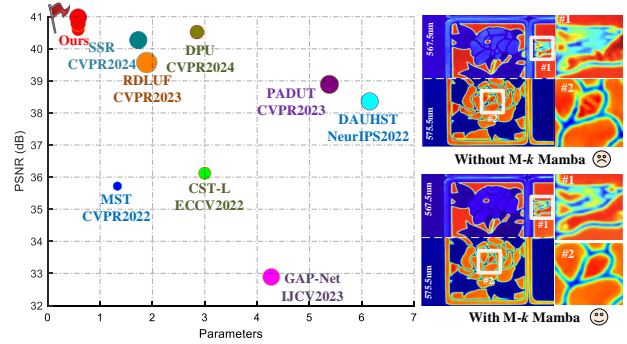 41
40
39
38
37
36
35
34
33
32
0
1
2
3
4
5
6
7
PSNR (dB)
Parameters
Ours
SSR
CVPR2024
DPU
CVPR2024
RDLUF
CVPR2023
PADUT
CVPR2023
DAUHST
NeurIPS2022
MST
CVPR2022
CST-L
ECCV2022
GAP-Net
IJCV2023
567.5nm
575.5nm
#1
#2
#1
#2
Without M-k Mamba
567.5nm
575.5nm
#1
#2
#1
#2
With M-k Mamba